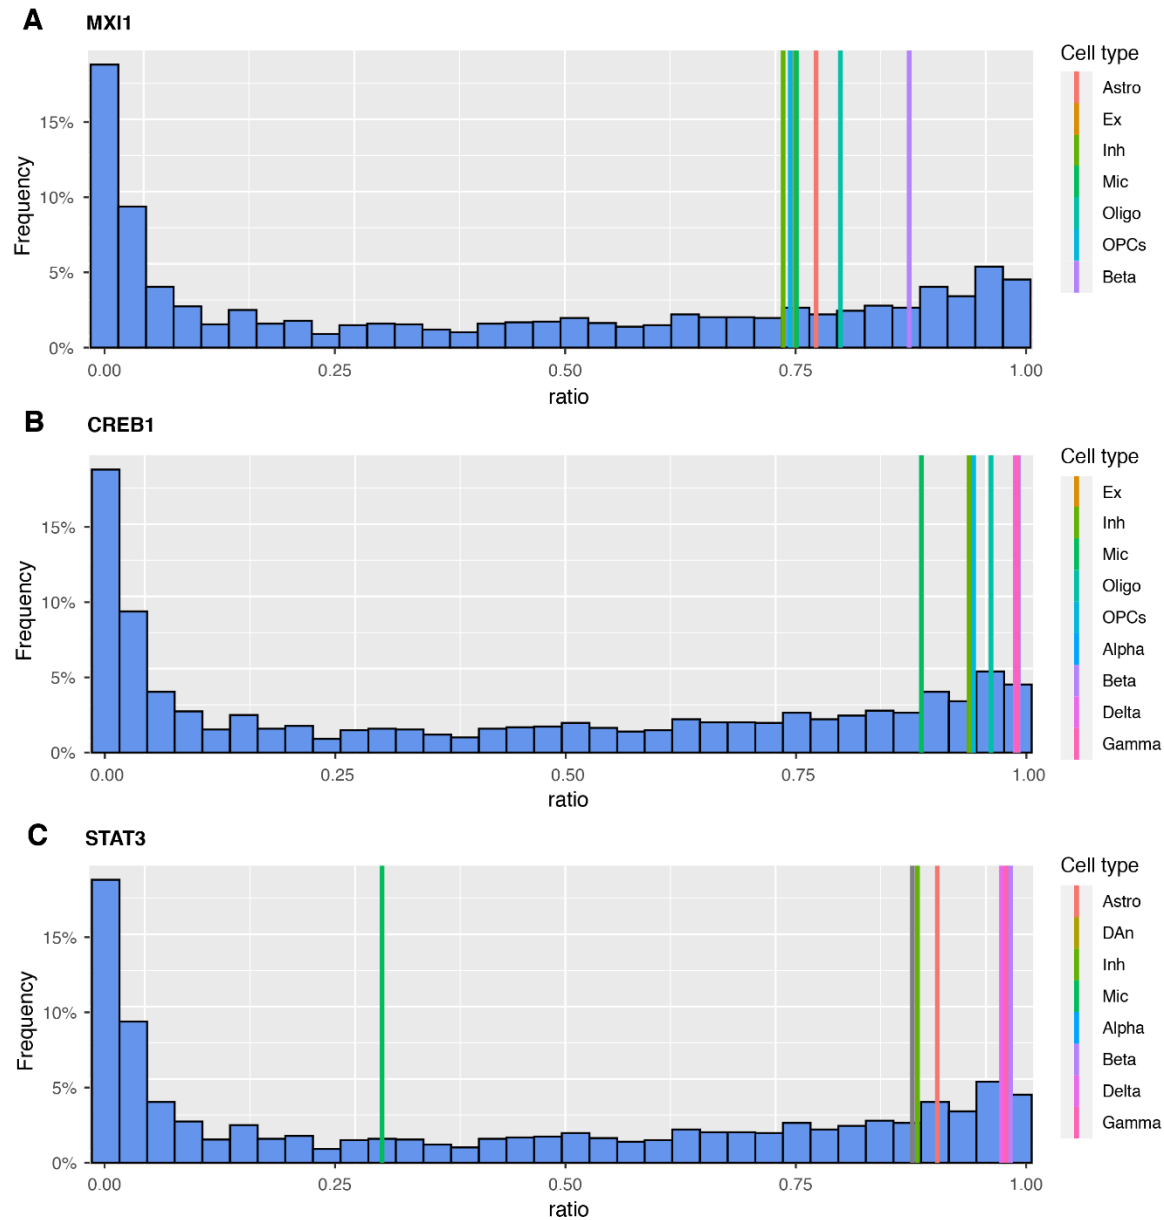 A MXI1
Cell type
Astro
Ex
Inh
Mic
Oligo
OPCs
Beta
Frequency
15%
10%
5%
0%
0.00 0.25 0.50 0.75 1.00
ratio
B CREB1
Cell type
Ex
Inh
Mic
Oligo
OPCs
Alpha
Beta
Delta
Gamma
Frequency
15%
10%
5%
0%
0.00 0.25 0.50 0.75 1.00
ratio
C STAT3
Cell type
Astro
DAn
Inh
Mic
Alpha
Beta
Delta
Gamma
Frequency
15%
10%
5%
0%
0.00 0.25 0.50 0.75 1.00
ratio